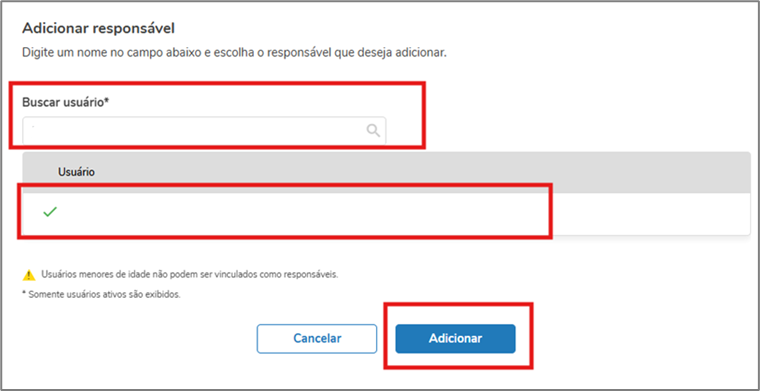 Adicionar responsável
Digite um nome no campo abaixo e escolha o responsável que deseja adicionar.
Buscar usuário*
Usuário
Usuários menores de idade não podem ser vinculados como responsáveis.
* Somente usuários ativos são exibidos.
Cancelar
Adicionar